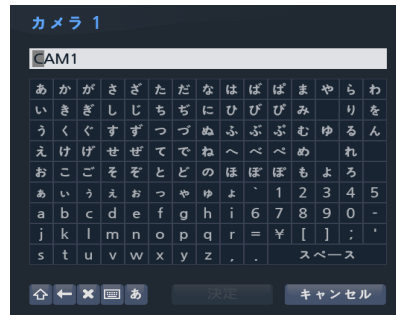 カメラ 1
CAM1
あ か が さ ざ た だ な は ば ぱ ま や ら わ
い き ぎ し じ ち ぢ に ひ び ぴ み り を
う く ぐ す ず つ づ ぬ ふ ぶ ぷ む ゆ る ん
え け げ せ ぜ て で ね へ べ ぺ め れ
お こ ご そ ぞ と ど の ほ ぼ ぽ も よ ろ
ぁ ぃ ぅ ぇ ぉ っ ゃ ゅ ょ ` 1 2 3 4 5
a b c d e f g h i 6 7 8 9 0 -
j k l m n o p q r = ¥ [ ] ; '
s t u v w x y z , . スペース
あ 決定 キャンセル